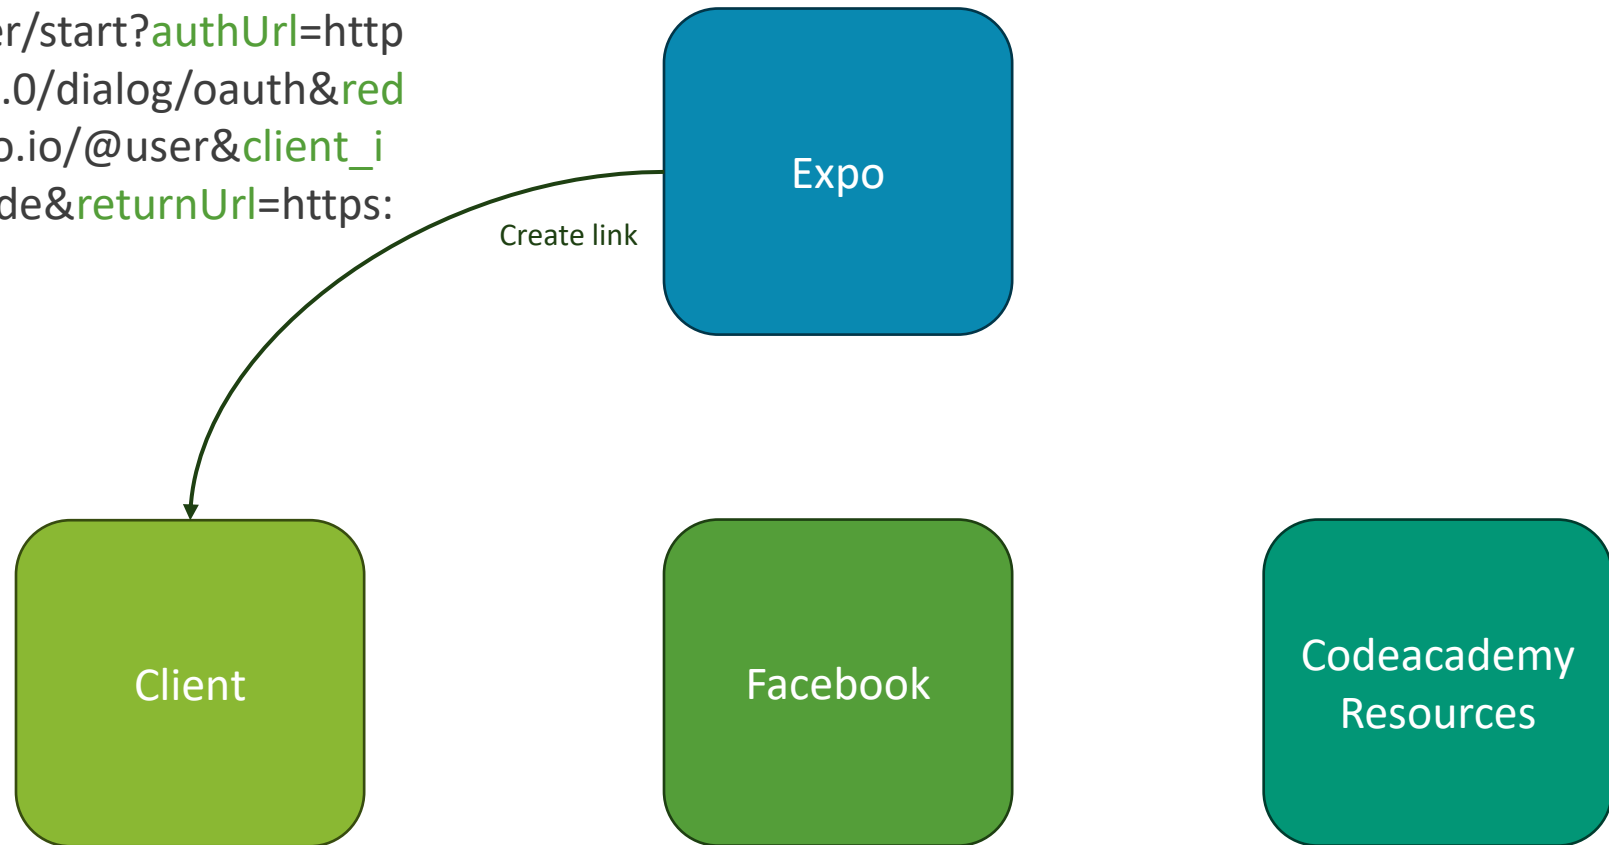 er/start?authUrl=http
.0/dialog/oauth&red
o.io/@user&client_i
de&returnUrl=https:
Create link
Expo
Client
Facebook
Codeacademy
Resources